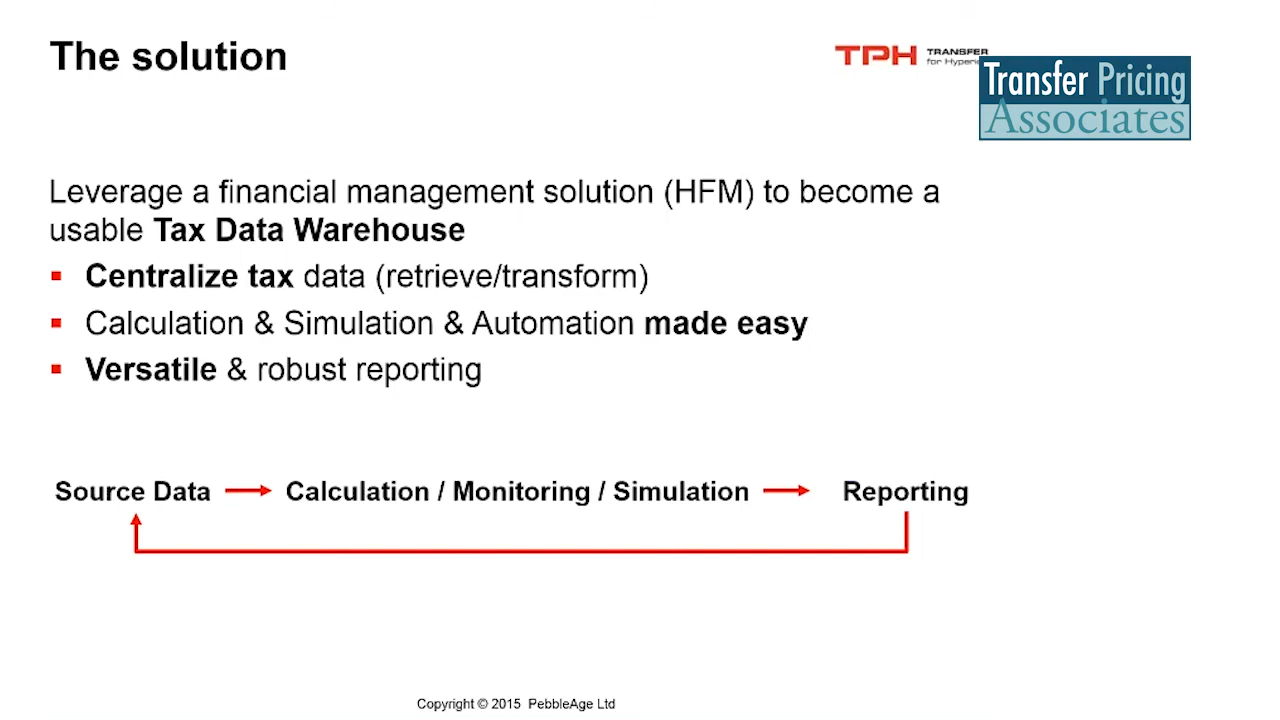 The solution
TPH TRANSFER
for
Transfer Pricing
Associates
Leverage a financial management solution (HFM) to become a
usable Tax Data Warehouse
▪ Centralize tax data (retrieve/transform)
▪ Calculation & Simulation & Automation made easy
▪ Versatile & robust reporting
Source Data → Calculation / Monitoring / Simulation → Reporting
Copyright © 2015 PebbleAge Ltd